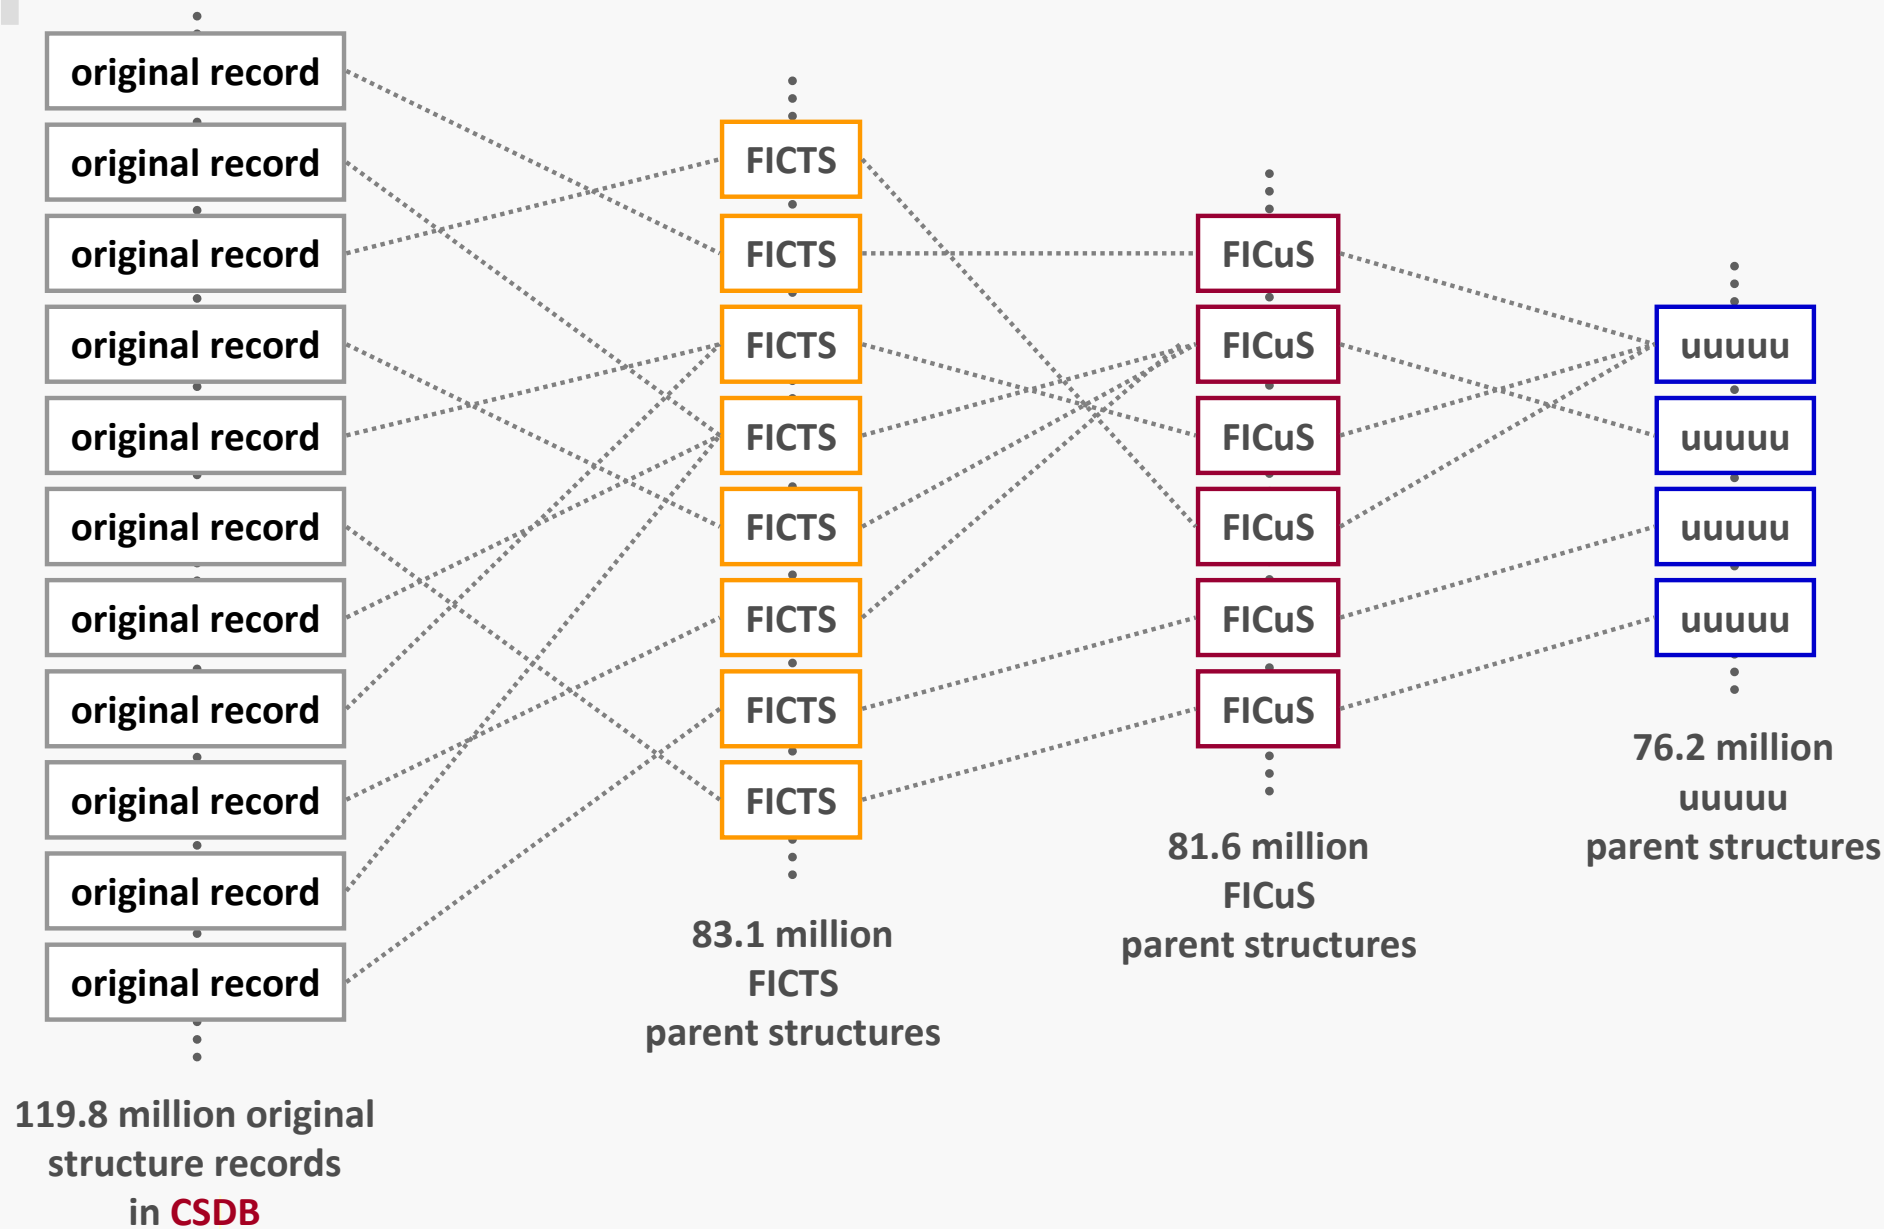 original record
original record
original record
original record
original record
original record
original record
original record
original record
original record
original record
119.8 million original
structure records
in CSDB
FICTS
FICTS
FICTS
FICTS
FICTS
FICTS
FICTS
FICTS
83.1 million
FICTS
parent structures
FICuS
FICuS
FICuS
FICuS
FICuS
FICuS
81.6 million
FICuS
parent structures
uuuuu
uuuuu
uuuuu
uuuuu
76.2 million
uuuuu
parent structures